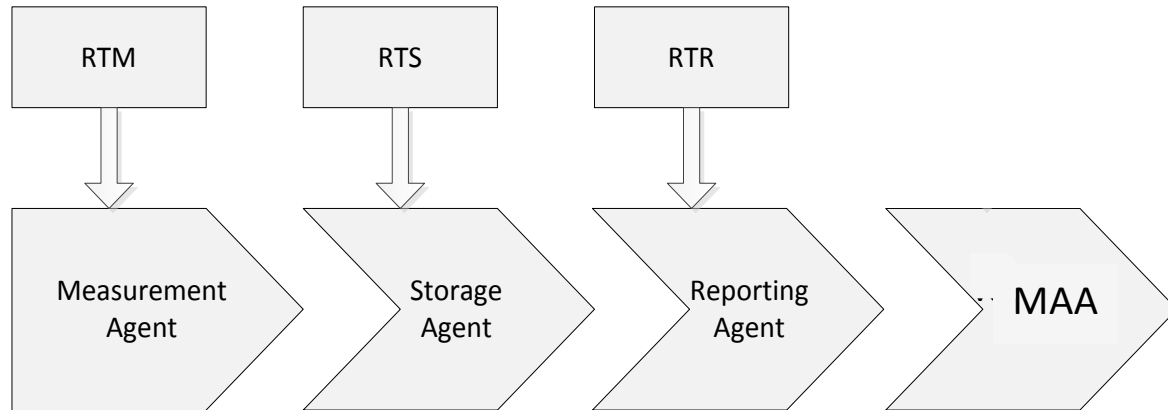 RTM
RTS
RTR
Measurement
Agent
Storage
Agent
Reporting
Agent
MAA